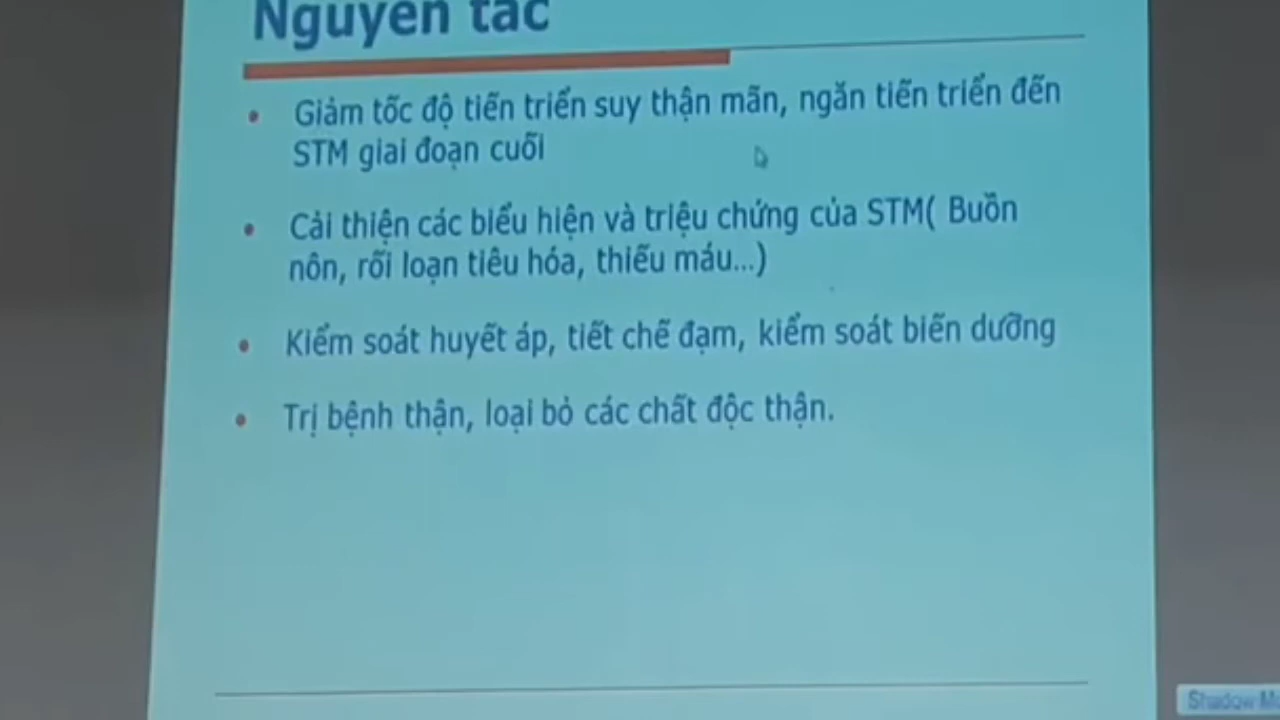 Nguyên tắc
• Giảm tốc độ tiến triển suy thận mãn, ngăn tiến triển đến
STM giai đoạn cuối
• Cải thiện các biểu hiện và triệu chứng của STM( Buồn
nôn, rối loạn tiêu hóa, thiếu máu...)
• Kiểm soát huyết áp, tiết chế đạm, kiểm soát biến dưỡng
• Trị bệnh thận, loại bỏ các chất độc thận.
Shadow